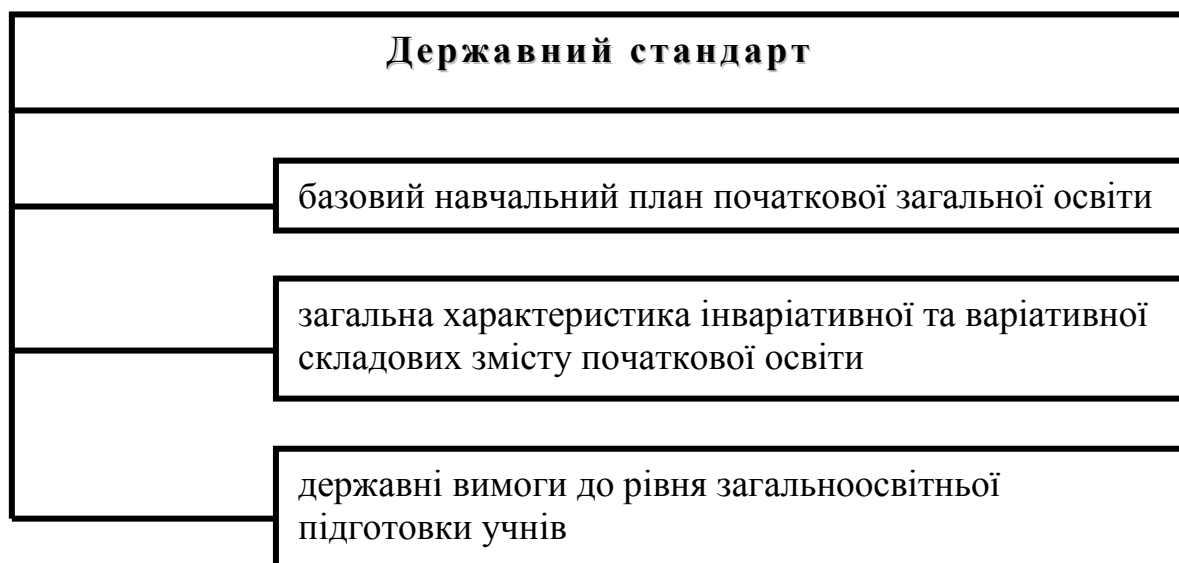 Державний стандарт
базовий навчальний план початкової загальної освіти
загальна характеристика інваріативної та варіативної
складових змісту початкової освіти
державні вимоги до рівня загальноосвітньої
підготовки учнів